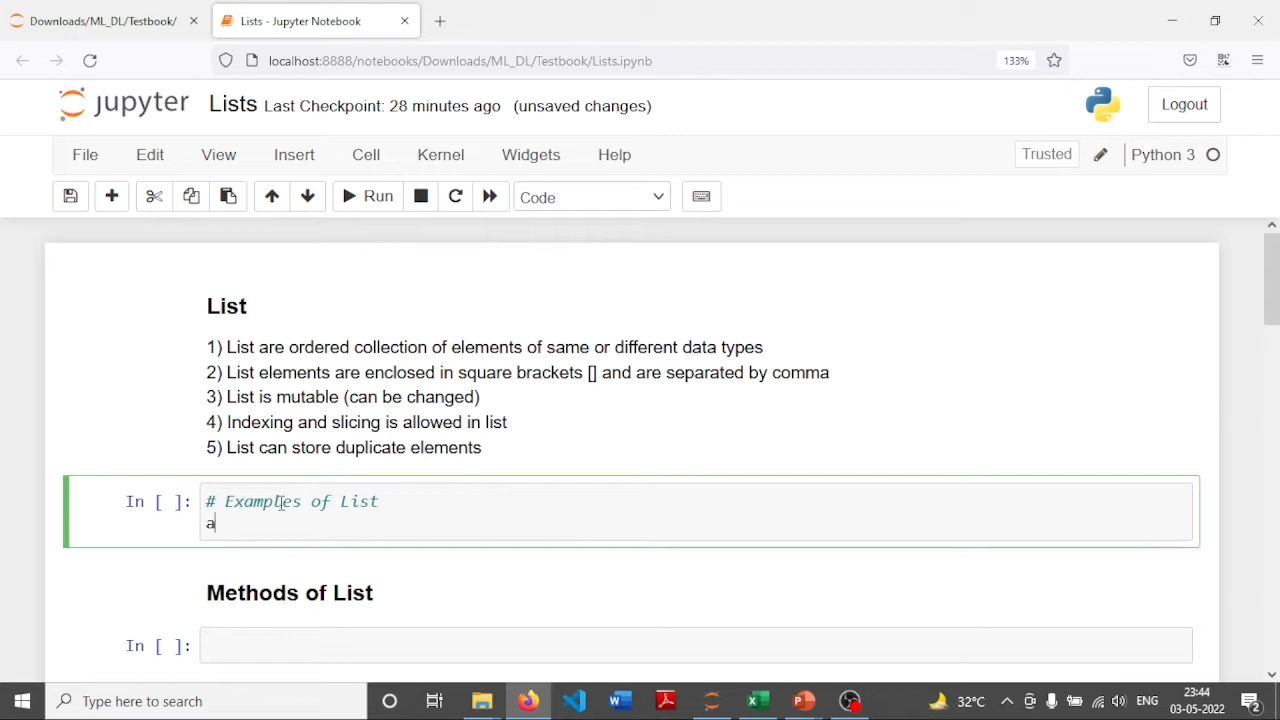 Downloads/ML_DL/Testbook/
Lists - Jupyter Notebook
localhost:8888/notebooks/Downloads/ML_DL/Testbook/Lists.ipynb
133%
jupyter Lists Last Checkpoint: 28 minutes ago (unsaved changes)
Logout
File Edit View Insert Cell Kernel Widgets Help
Trusted Python 3
Run Code
List
1) List are ordered collection of elements of same or different data types
2) List elements are enclosed in square brackets [] and are separated by comma
3) List is mutable (can be changed)
4) Indexing and slicing is allowed in list
5) List can store duplicate elements
In [ ]: # Examples of List
a
Methods of List
In [ ]:
Type here to search
32°C
ENG
23:44
03-05-2022
2